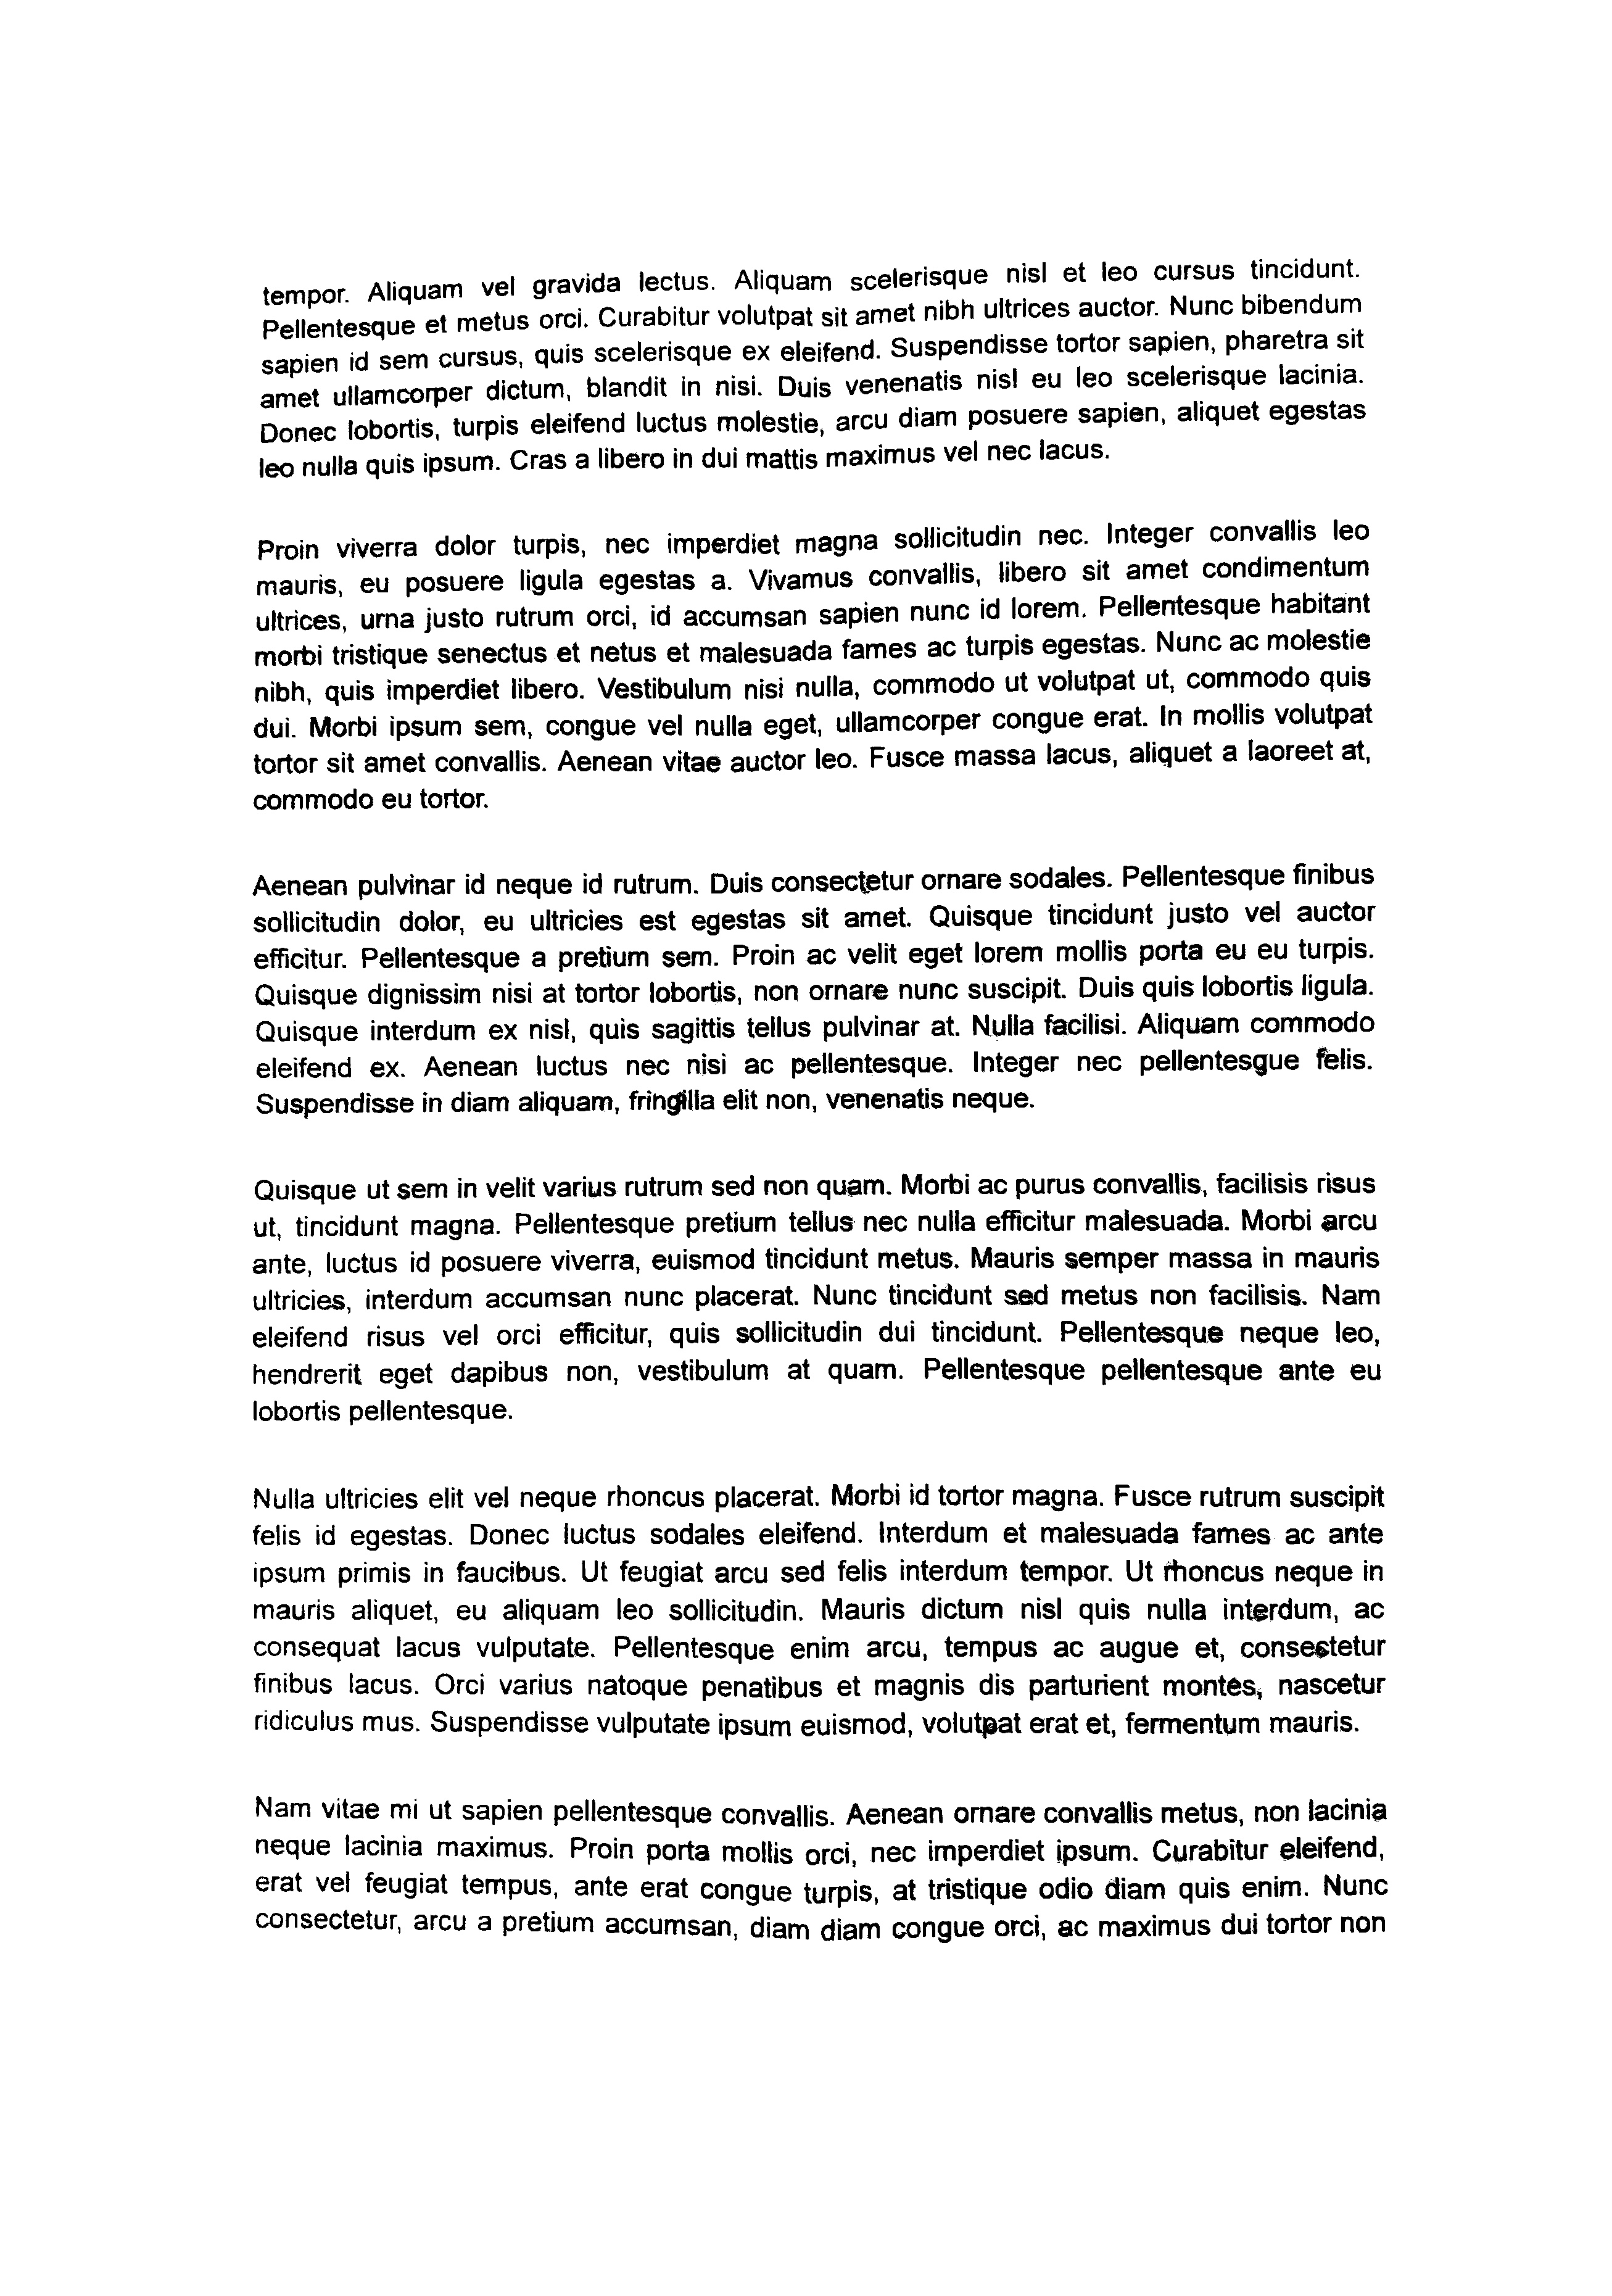 tempor. Aliquam vel gravida lectus. Aliquam scelerisque nisl et leo cursus tincidunt.
Pellentesque et metus orci. Curabitur volutpat sit amet nibh ultrices auctor. Nunc bibendum
sapien id sem cursus, quis scelerisque ex eleifend. Suspendisse tortor sapien, pharetra sit
amet ullamcorper dictum, blandit in nisi. Duis venenatis nisl eu leo scelerisque lacinia.
Donec lobortis, turpis eleifend luctus molestie, arcu diam posuere sapien, aliquet egestas
leo nulla quis ipsum. Cras a libero in dui mattis maximus vel nec lacus.
Proin viverra dolor turpis, nec imperdiet magna sollicitudin nec. Integer convallis leo
mauris, eu posuere ligula egestas a. Vivamus convallis, libero sit amet condimentum
ultrices, urna justo rutrum orci, id accumsan sapien nunc id lorem. Pellentesque habitant
morbi tristique senectus et netus et malesuada fames ac turpis egestas. Nunc ac molestie
nibh, quis imperdiet libero. Vestibulum nisi nulla, commodo ut volutpat ut, commodo quis
dui. Morbi ipsum sem, congue vel nulla eget, ullamcorper congue erat. In mollis volutpat
tortor sit amet convallis. Aenean vitae auctor leo. Fusce massa lacus, aliquet a laoreet at,
commodo eu tortor.
Aenean pulvinar id neque id rutrum. Duis consectetur ornare sodales. Pellentesque finibus
sollicitudin dolor, eu ultricies est egestas sit amet. Quisque tincidunt justo vel auctor
efficitur. Pellentesque a pretium sem. Proin ac velit eget lorem mollis porta eu eu turpis.
Quisque dignissim nisi at tortor lobortis, non ornare nunc suscipit. Duis quis lobortis ligula.
Quisque interdum ex nisl, quis sagittis tellus pulvinar at. Nulla facilisi. Aliquam commodo
eleifend ex. Aenean luctus nec nisi ac pellentesque. Integer nec pellentesque felis.
Suspendisse in diam aliquam, fringilla elit non, venenatis neque.
Quisque ut sem in velit varius rutrum sed non quam. Morbi ac purus convallis, facilisis risus
ut, tincidunt magna. Pellentesque pretium tellus nec nulla efficitur malesuada. Morbi arcu
ante, luctus id posuere viverra, euismod tincidunt metus. Mauris semper massa in mauris
ultricies, interdum accumsan nunc placerat. Nunc tincidunt sed metus non facilisis. Nam
eleifend risus vel orci efficitur, quis sollicitudin dui tincidunt. Pellentesque neque leo,
hendrerit eget dapibus non, vestibulum at quam. Pellentesque pellentesque ante eu
lobortis pellentesque.
Nulla ultricies elit vel neque rhoncus placerat. Morbi id tortor magna. Fusce rutrum suscipit
felis id egestas. Donec luctus sodales eleifend. Interdum et malesuada fames ac ante
ipsum primis in faucibus. Ut feugiat arcu sed felis interdum tempor. Ut rhoncus neque in
mauris aliquet, eu aliquam leo sollicitudin. Mauris dictum nisl quis nulla interdum, ac
consequat lacus vulputate. Pellentesque enim arcu, tempus ac augue et, consectetur
finibus lacus. Orci varius natoque penatibus et magnis dis parturient montes, nascetur
ridiculus mus. Suspendisse vulputate ipsum euismod, volutpat erat et, fermentum mauris.
Nam vitae mi ut sapien pellentesque convallis. Aenean ornare convallis metus, non lacinia
neque lacinia maximus. Proin porta mollis orci, nec imperdiet ipsum. Curabitur eleifend,
erat vel feugiat tempus, ante erat congue turpis, at tristique odio diam quis enim. Nunc
consectetur, arcu a pretium accumsan, diam diam congue orci, ac maximus dui tortor non